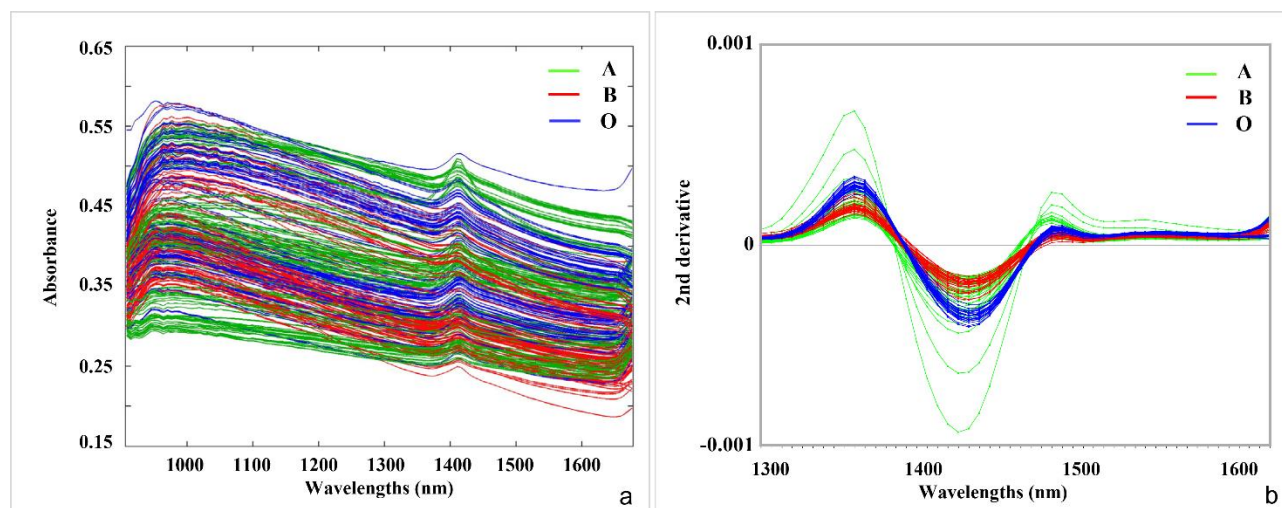 0.65
0.55
0.45
0.35
0.25
0.15
Absorbance
A
B
O
1000 1100 1200 1300 1400 1500 1600
Wavelengths (nm)
a
0.001
0
-0.001
2nd derivative
A
B
O
1300 1400 1500 1600
Wavelengths (nm)
b